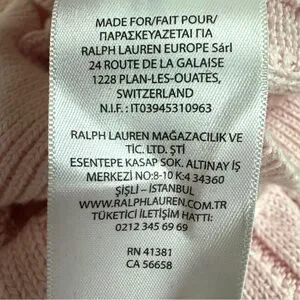 MADE FOR/FAIT POUR/
ΠΑΡΑΣΚΕΥΑΖΕΤΑΙ ΓΙΑ
RALPH LAUREN EUROPE Sárl
24 ROUTE DE LA GALAISE
1228 PLAN-LES-OUATES,
SWITZERLAND
N.I.F. : IT03945310963
RALPH LAUREN MAĞAZACILIK VE
TİC. LTD. ŞTİ
ESENTEPE KASAP SOK. ALTINAY İŞ
MERKEZİ NO:8-10 K:4 34360
ŞİŞLİ - İSTANBUL
WWW.RALPHLAUREN.COM.TR
TÜKETİCİ İLETİŞİM HATTI:
0212 345 69 69
RN 41381
CA 56658